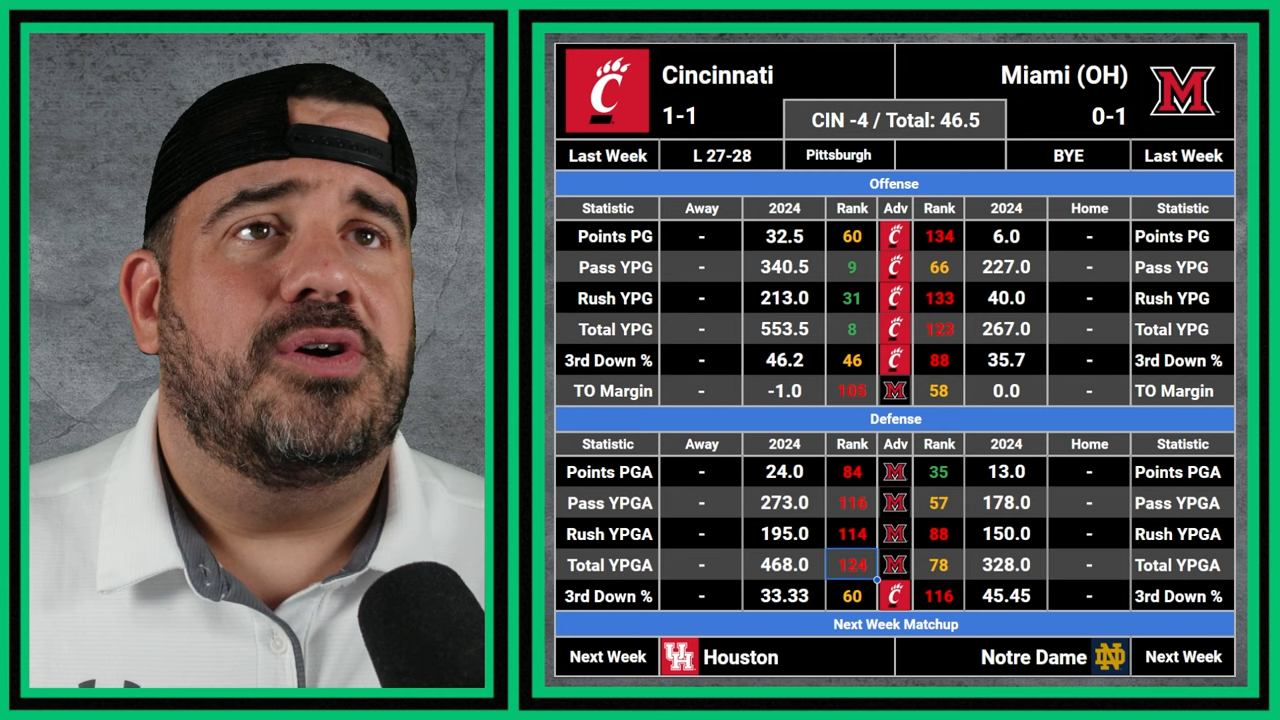 Cincinnati Miami (OH)
1-1 CIN -4 / Total: 46.5 0-1
Last Week L 27-28 Pittsburgh BYE Last Week
Offense
Statistic Away 2024 Rank Adv Rank 2024 Home Statistic
Points PG - 32.5 60 C 134 6.0 - Points PG
Pass YPG - 340.5 9 C 66 227.0 - Pass YPG
Rush YPG - 213.0 31 C 133 40.0 - Rush YPG
Total YPG - 553.5 8 C 123 267.0 - Total YPG
3rd Down % - 46.2 46 C 88 35.7 - 3rd Down %
TO Margin - -1.0 105 M 58 0.0 - TO Margin
Defense
Statistic Away 2024 Rank Adv Rank 2024 Home Statistic
Points PGA - 24.0 84 M 35 13.0 - Points PGA
Pass YPGA - 273.0 116 M 57 178.0 - Pass YPGA
Rush YPGA - 195.0 114 M 88 150.0 - Rush YPGA
Total YPGA - 468.0 124 M 78 328.0 - Total YPGA
3rd Down % - 33.33 60 C 116 45.45 - 3rd Down %
Next Week Matchup
Next Week UH Houston Notre Dame ND Next Week